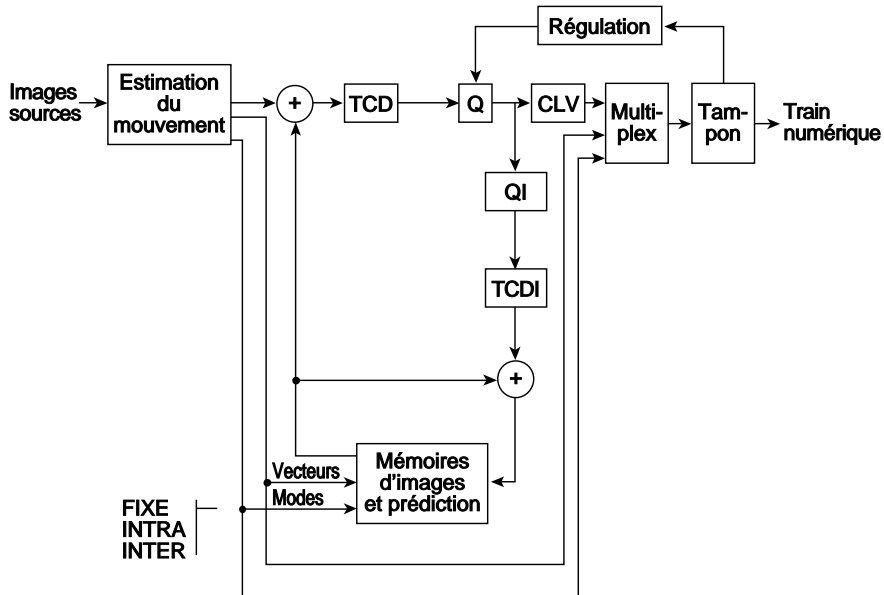 Régulation
Images
sources
Estimation
du
mouvement
+
TCD
Q
CLV
Multi-
plex
Tam-
pon
Train
numérique
QI
TCDI
+
Vecteurs
Modes
Mémoires
d'images
et prédiction
FIXE
INTRA
INTER